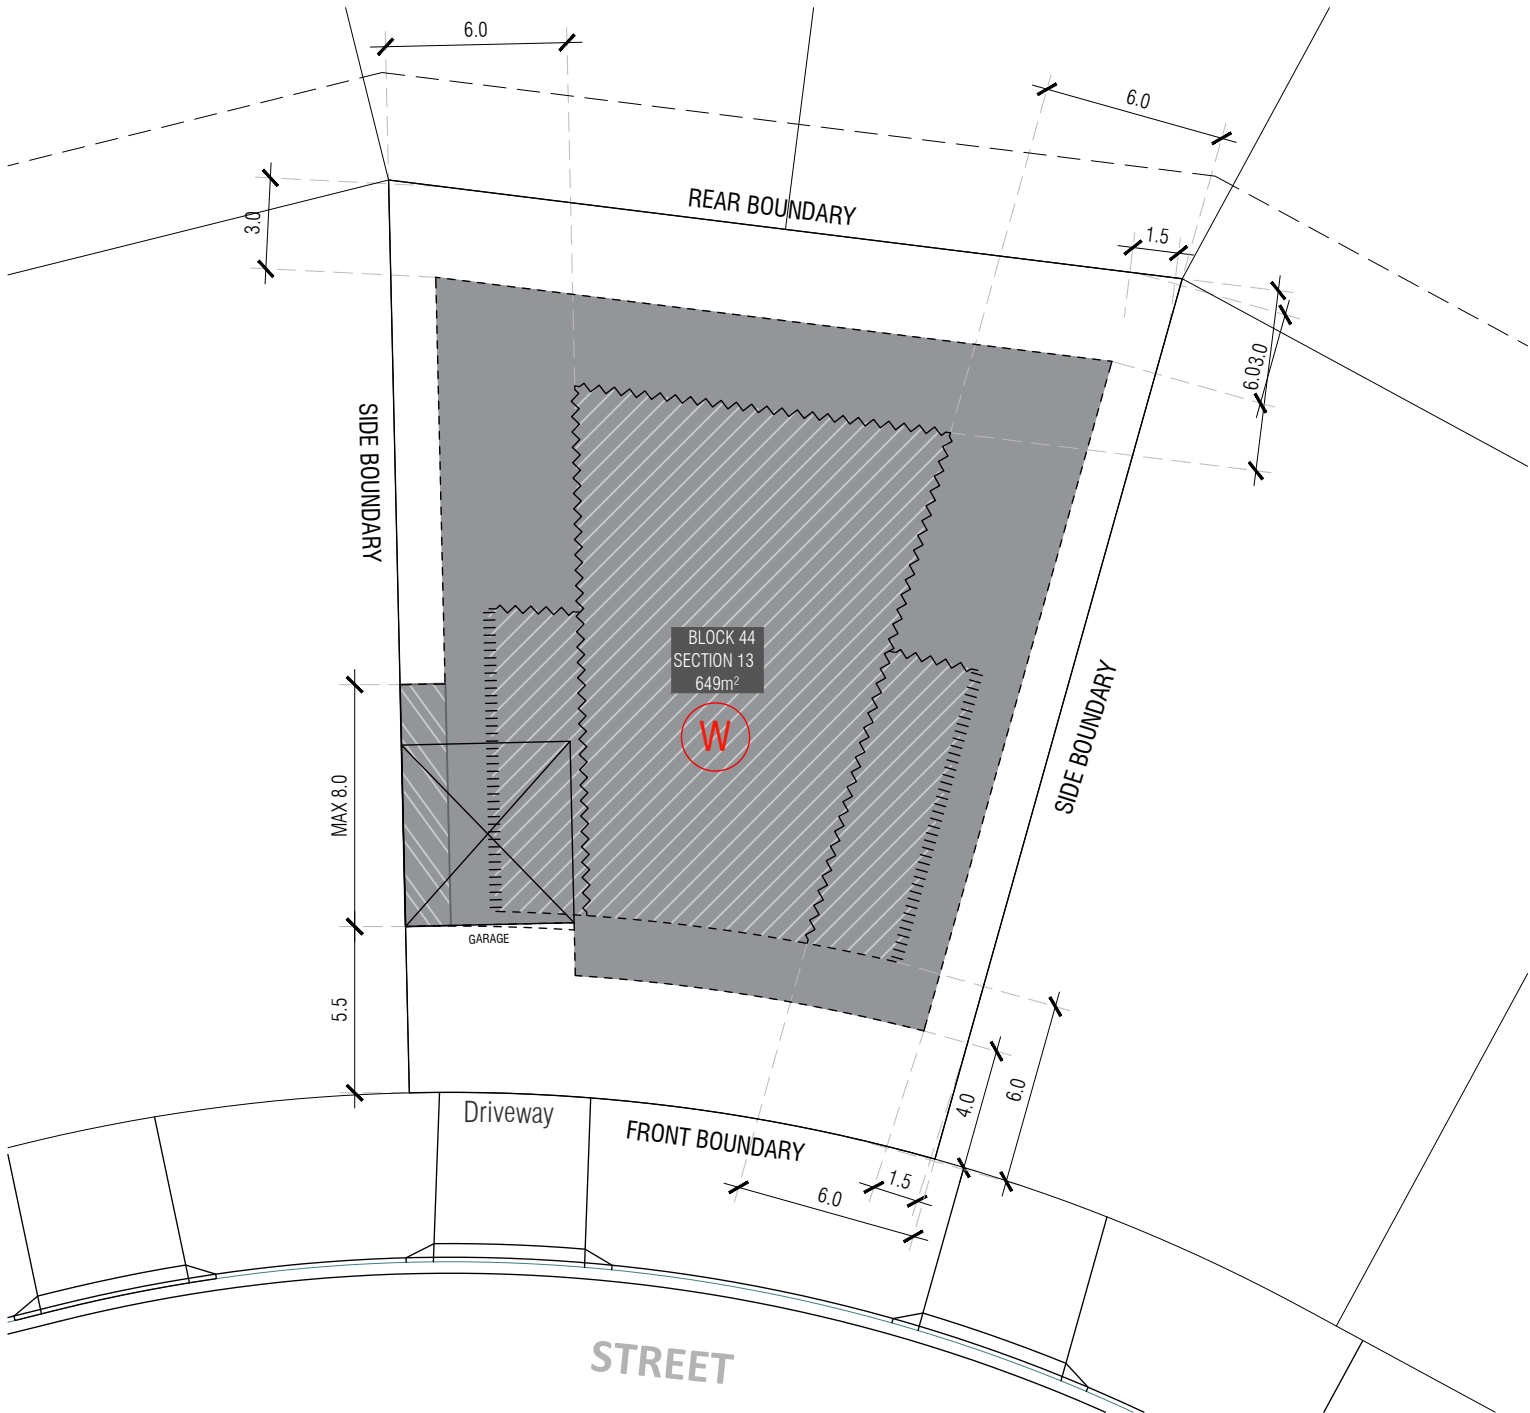 6.0
6.0
REAR BOUNDARY
3.0
1.5
3.0
6.0
SIDE BOUNDARY
BLOCK 44
SECTION 13
649m²
W
SIDE BOUNDARY
MAX 8.0
GARAGE
5.5
6.0
4.0
Driveway
FRONT BOUNDARY
1.5
6.0
STREET